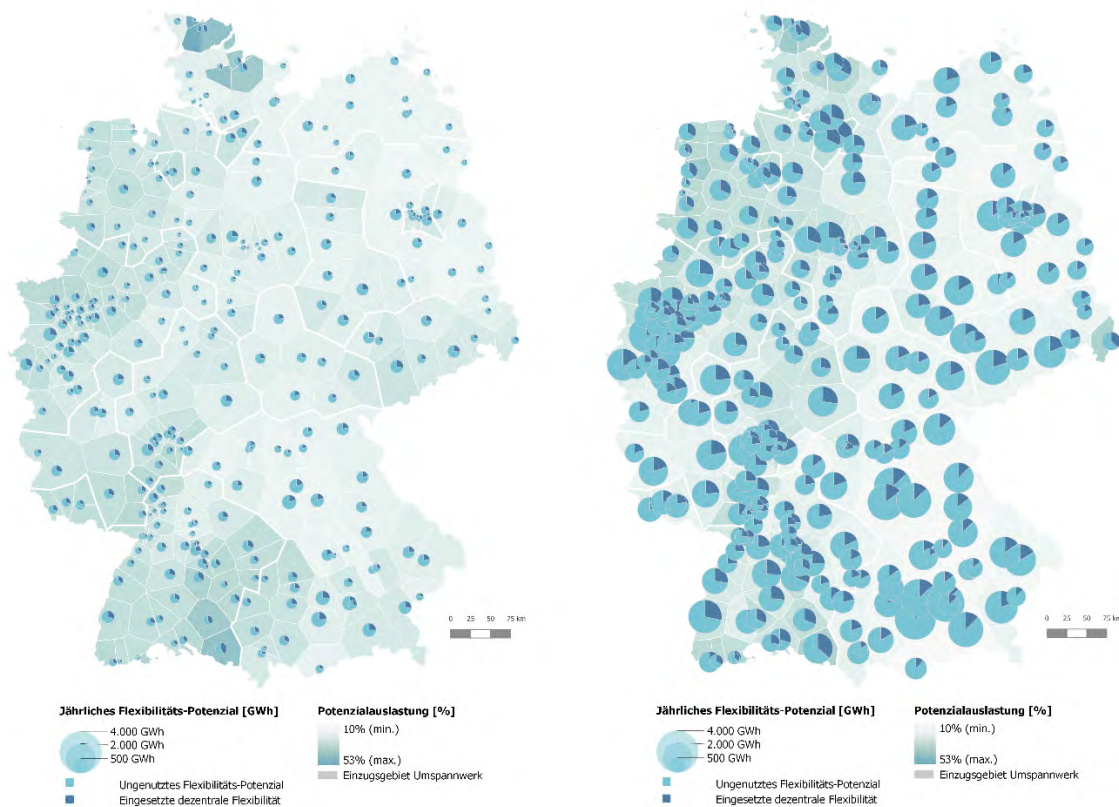 0 25 50 75 km
0 25 50 75 km
Jährliches Flexibilitäts-Potenzial [GWh]
4.000 GWh
2.000 GWh
500 GWh
Ungenutztes Flexibilitäts-Potenzial
Eingesetzte dezentrale Flexibilität
Potenzialauslastung [%]
10% (min.)
53% (max.)
Einzugsgebiet Umspannwerk
Jährliches Flexibilitäts-Potenzial [GWh]
4.000 GWh
2.000 GWh
500 GWh
Ungenutztes Flexibilitäts-Potenzial
Eingesetzte dezentrale Flexibilität
Potenzialauslastung [%]
10% (min.)
53% (max.)
Einzugsgebiet Umspannwerk